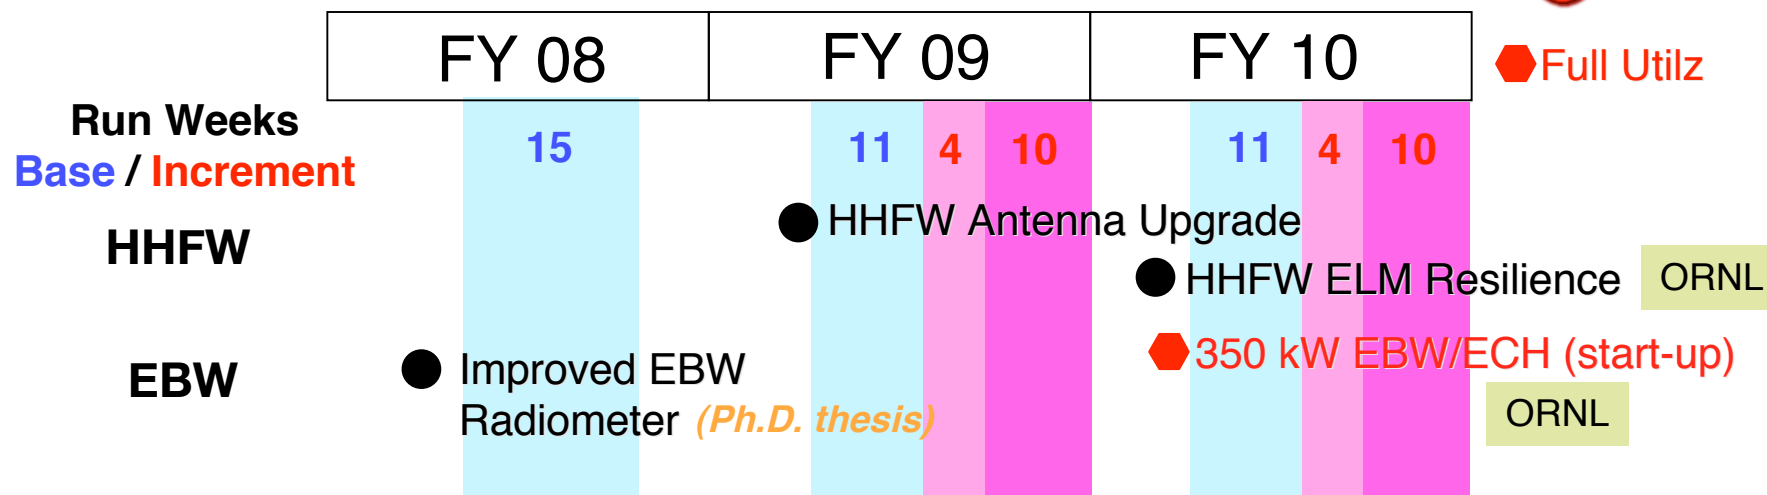 FY 08 FY 09 FY 10
Full Utilz
Run Weeks
Base / Increment
15 11 4 10 11 4 10
HHFW
HHFW Antenna Upgrade
HHFW ELM Resilience ORNL
EBW
350 kW EBW/ECH (start-up)
Improved EBW
Radiometer (Ph.D. thesis)
ORNL